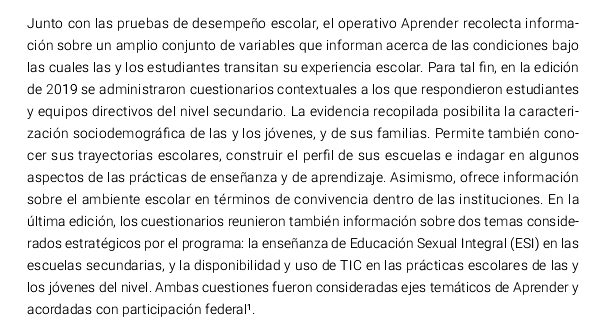 Junto con las pruebas de desempeño escolar, el operativo Aprender recolecta informa-
ción sobre un amplio conjunto de variables que informan acerca de las condiciones bajo
las cuales las y los estudiantes transitan su experiencia escolar. Para tal fin, en la edición
de 2019 se administraron cuestionarios contextuales a los que respondieron estudiantes
y equipos directivos del nivel secundario. La evidencia recopilada posibilita la caracteri-
zación sociodemográfica de las y los jóvenes, y de sus familias. Permite también cono-
cer sus trayectorias escolares, construir el perfil de sus escuelas e indagar en algunos
aspectos de las prácticas de enseñanza y de aprendizaje. Asimismo, ofrece información
sobre el ambiente escolar en términos de convivencia dentro de las instituciones. En la
última edición, los cuestionarios reunieron también información sobre dos temas conside-
rados estratégicos por el programa: la enseñanza de Educación Sexual Integral (ESI) en las
escuelas secundarias, y la disponibilidad y uso de TIC en las prácticas escolares de las y
los jóvenes del nivel. Ambas cuestiones fueron consideradas ejes temáticos de Aprender y
acordadas con participación federal¹.